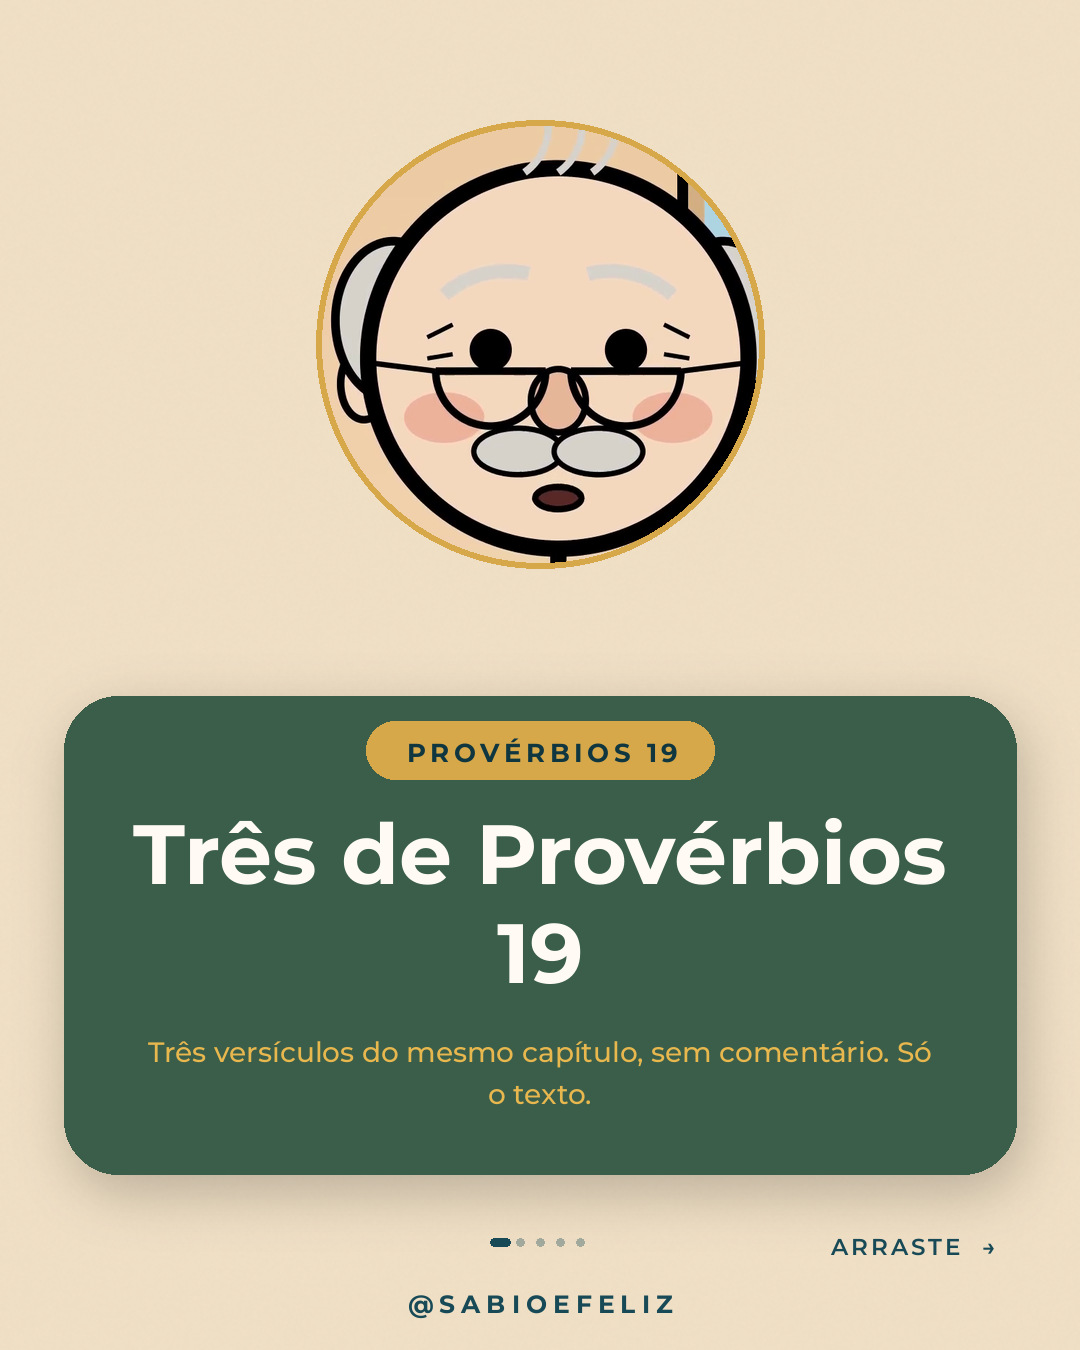 PROVÉRBIOS 19
Três de Provérbios
19
Três versículos do mesmo capítulo, sem comentário. Só
o texto.
ARRASTE →
@SABIOEFELIZ